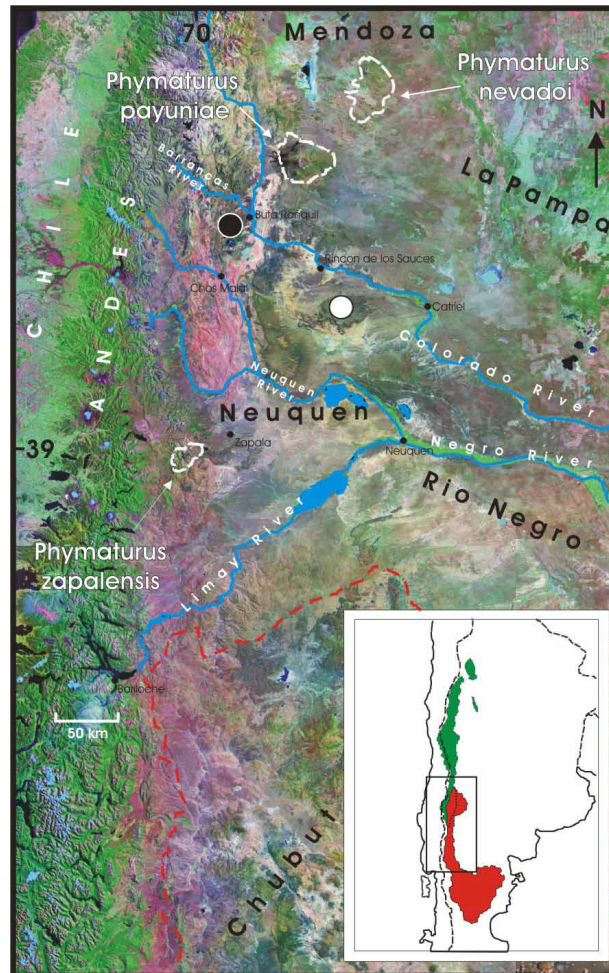 70
Mendoza
Phymaturus
payuniae
Phymaturus
nevadoi
N
La Pampa
CHILE
ANDES
Barrancas
River
Buta Ranquil
Rincon de los Sauces
Chos Malal
Catriel
Colorado River
Neuquen
River
Neuquen
Zapala
Neuquen
Negro River
39
Rio Negro
Phymaturus
zapalensis
Limay River
Bariloche
50 km
Chubut